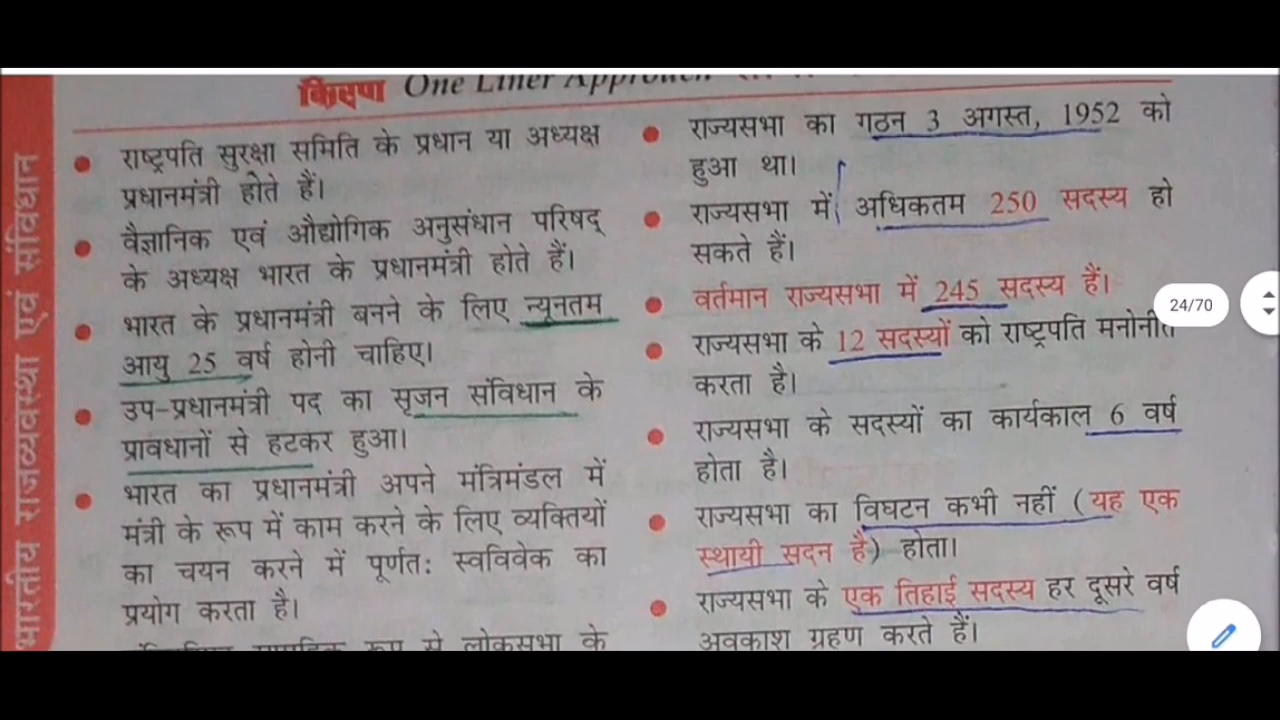 किरण One Liner Approach
राष्ट्रपति सुरक्षा समिति के प्रधान या अध्यक्ष
प्रधानमंत्री होते हैं।
वैज्ञानिक एवं औद्योगिक अनुसंधान परिषद्
के अध्यक्ष भारत के प्रधानमंत्री होते हैं।
भारत के प्रधानमंत्री बनने के लिए न्यूनतम
आयु 25 वर्ष होनी चाहिए।
उप-प्रधानमंत्री पद का सृजन संविधान के
प्रावधानों से हटकर हुआ।
भारत का प्रधानमंत्री अपने मंत्रिमंडल में
मंत्री के रूप में काम करने के लिए व्यक्तियों
का चयन करने में पूर्णत: स्वविवेक का
प्रयोग करता है।
रूप से लोकसभा के
राज्यसभा का गठन 3 अगस्त, 1952 को
हुआ था।
राज्यसभा में अधिकतम 250 सदस्य हो
सकते हैं।
वर्तमान राज्यसभा में 245 सदस्य हैं।
राज्यसभा के 12 सदस्यों को राष्ट्रपति मनोनीत
करता है।
राज्यसभा के सदस्यों का कार्यकाल 6 वर्ष
होता है।
राज्यसभा का विघटन कभी नहीं (यह एक
स्थायी सदन है) होता।
राज्यसभा के एक तिहाई सदस्य हर दूसरे वर्ष
अवकाश ग्रहण करते हैं।
भारतीय राजव्यवस्था एवं संविधान
24/70